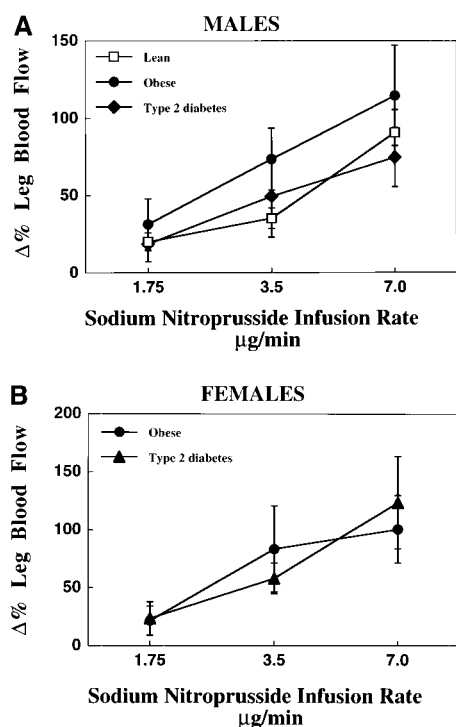 A
MALES
150
100
50
0
Δ% Leg Blood Flow
Lean
Obese
Type 2 diabetes
1.75 3.5 7.0
Sodium Nitroprusside Infusion Rate
μg/min
B
FEMALES
200
150
100
50
0
Δ% Leg Blood Flow
Obese
Type 2 diabetes
1.75 3.5 7.0
Sodium Nitroprusside Infusion Rate
μg/min